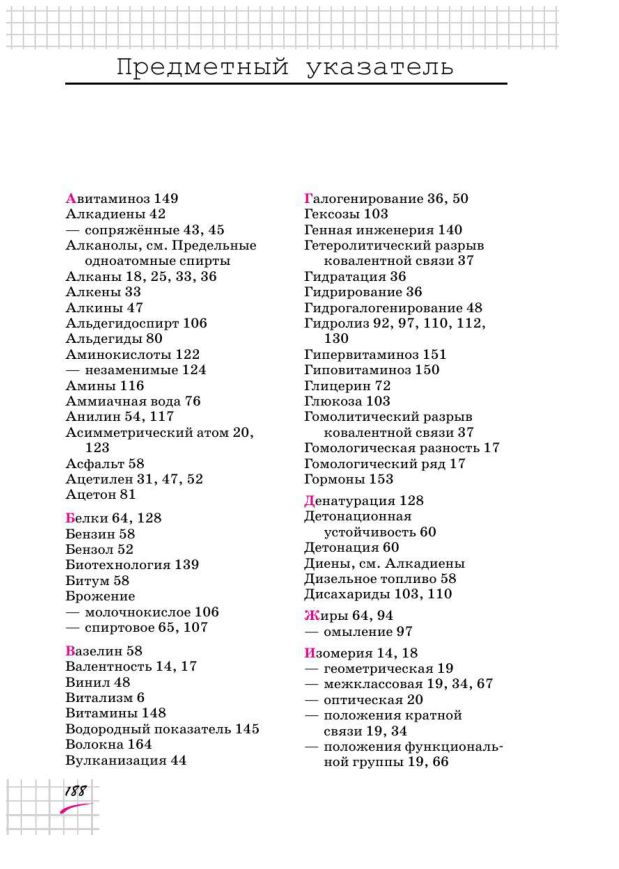 Предметный указатель
Авитаминоз 149
Алкадиены 42
— сопряжённые 43, 45
Алканолы, см. Предельные
одноатомные спирты
Алканы 18, 25, 33, 36
Алкены 33
Алкины 47
Альдегидоспирт 106
Альдегиды 80
Аминокислоты 122
— незаменимые 124
Амины 116
Аммиачная вода 76
Анилин 54, 117
Асимметрический атом 20,
123
Асфальт 58
Ацетилен 31, 47, 52
Ацетон 81
Белки 64, 128
Бензин 58
Бензол 52
Биотехнология 139
Битум 58
Брожение
— молочнокислое 106
— спиртовое 65, 107
Вазелин 58
Валентность 14, 17
Винил 48
Витализм 6
Витамины 148
Водородный показатель 145
Волокна 164
Вулканизация 44
Галогенирование 36, 50
Гексозы 103
Генная инженерия 140
Гетеролитический разрыв
ковалентной связи 37
Гидратация 36
Гидрирование 36
Гидрогалогенирование 48
Гидролиз 92, 97, 110, 112,
130
Гипервитаминоз 151
Гиповитаминоз 150
Глицерин 72
Глюкоза 103
Гомолитический разрыв
ковалентной связи 37
Гомологическая разность 17
Гомологический ряд 17
Гормоны 153
Денатурация 128
Детонационная
устойчивость 60
Детонация 60
Диены, см. Алкадиены
Дизельное топливо 58
Дисахариды 103, 110
Жиры 64, 94
— омыление 97
Изомерия 14, 18
— геометрическая 19
— межклассовая 19, 34, 67
— оптическая 20
— положения кратной
связи 19, 34
— положения функциональ-
ной группы 19, 66
188